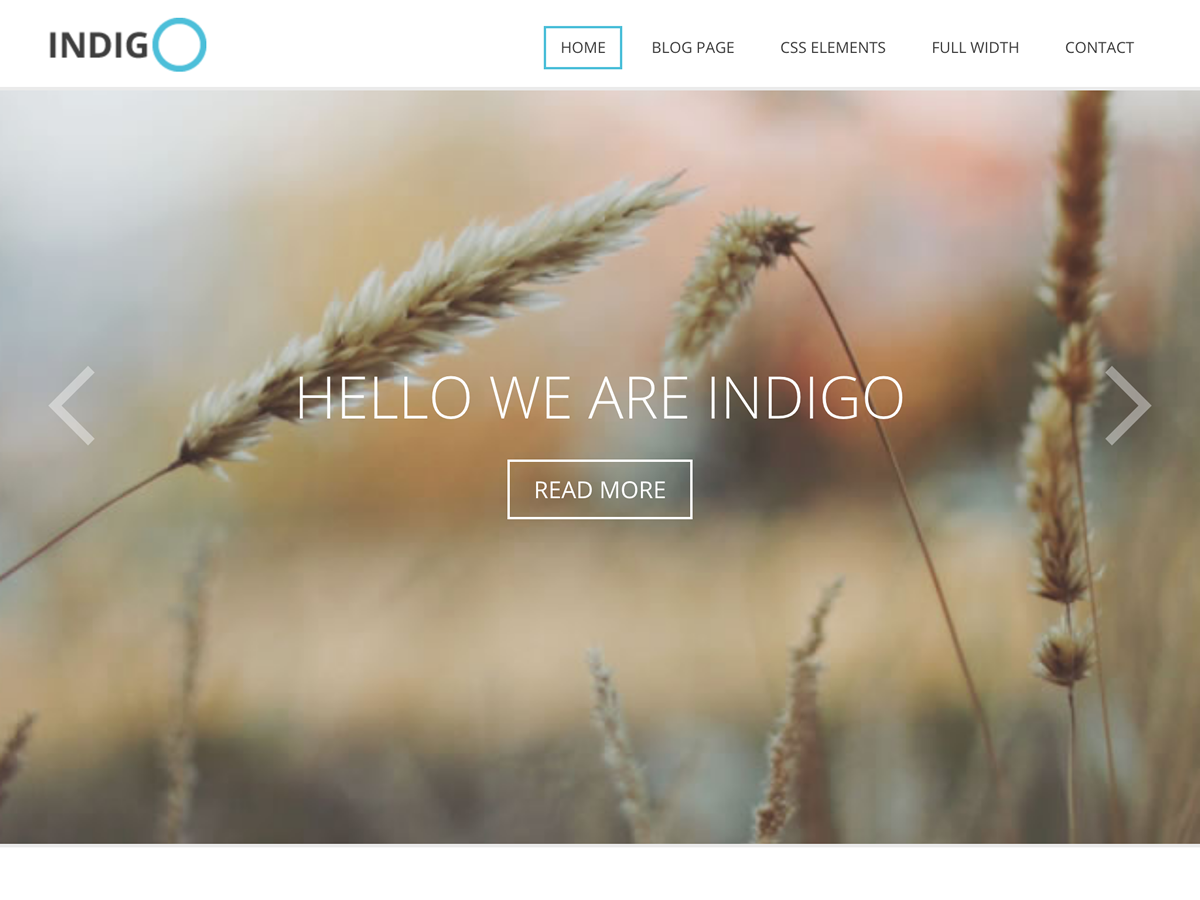 INDIGO
HOME BLOG PAGE CSS ELEMENTS FULL WIDTH CONTACT
HELLO WE ARE INDIGO
READ MORE